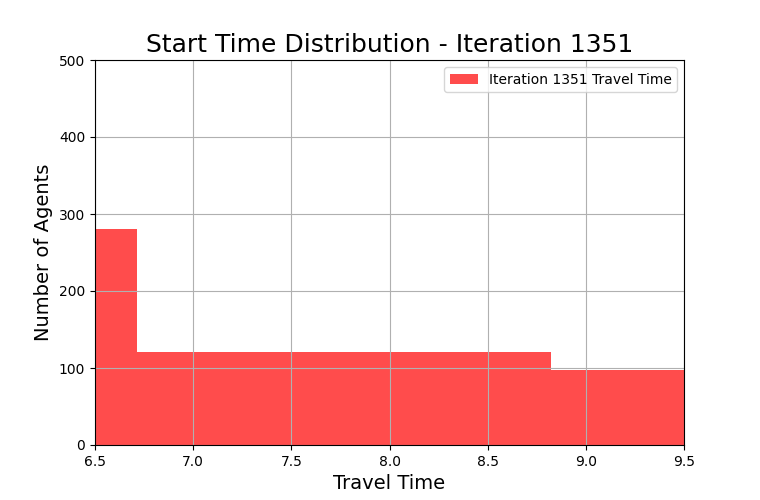 Start Time Distribution - Iteration 1351
Iteration 1351 Travel Time
Number of Agents
500
400
300
200
100
0
6.5 7.0 7.5 8.0 8.5 9.0 9.5
Travel Time